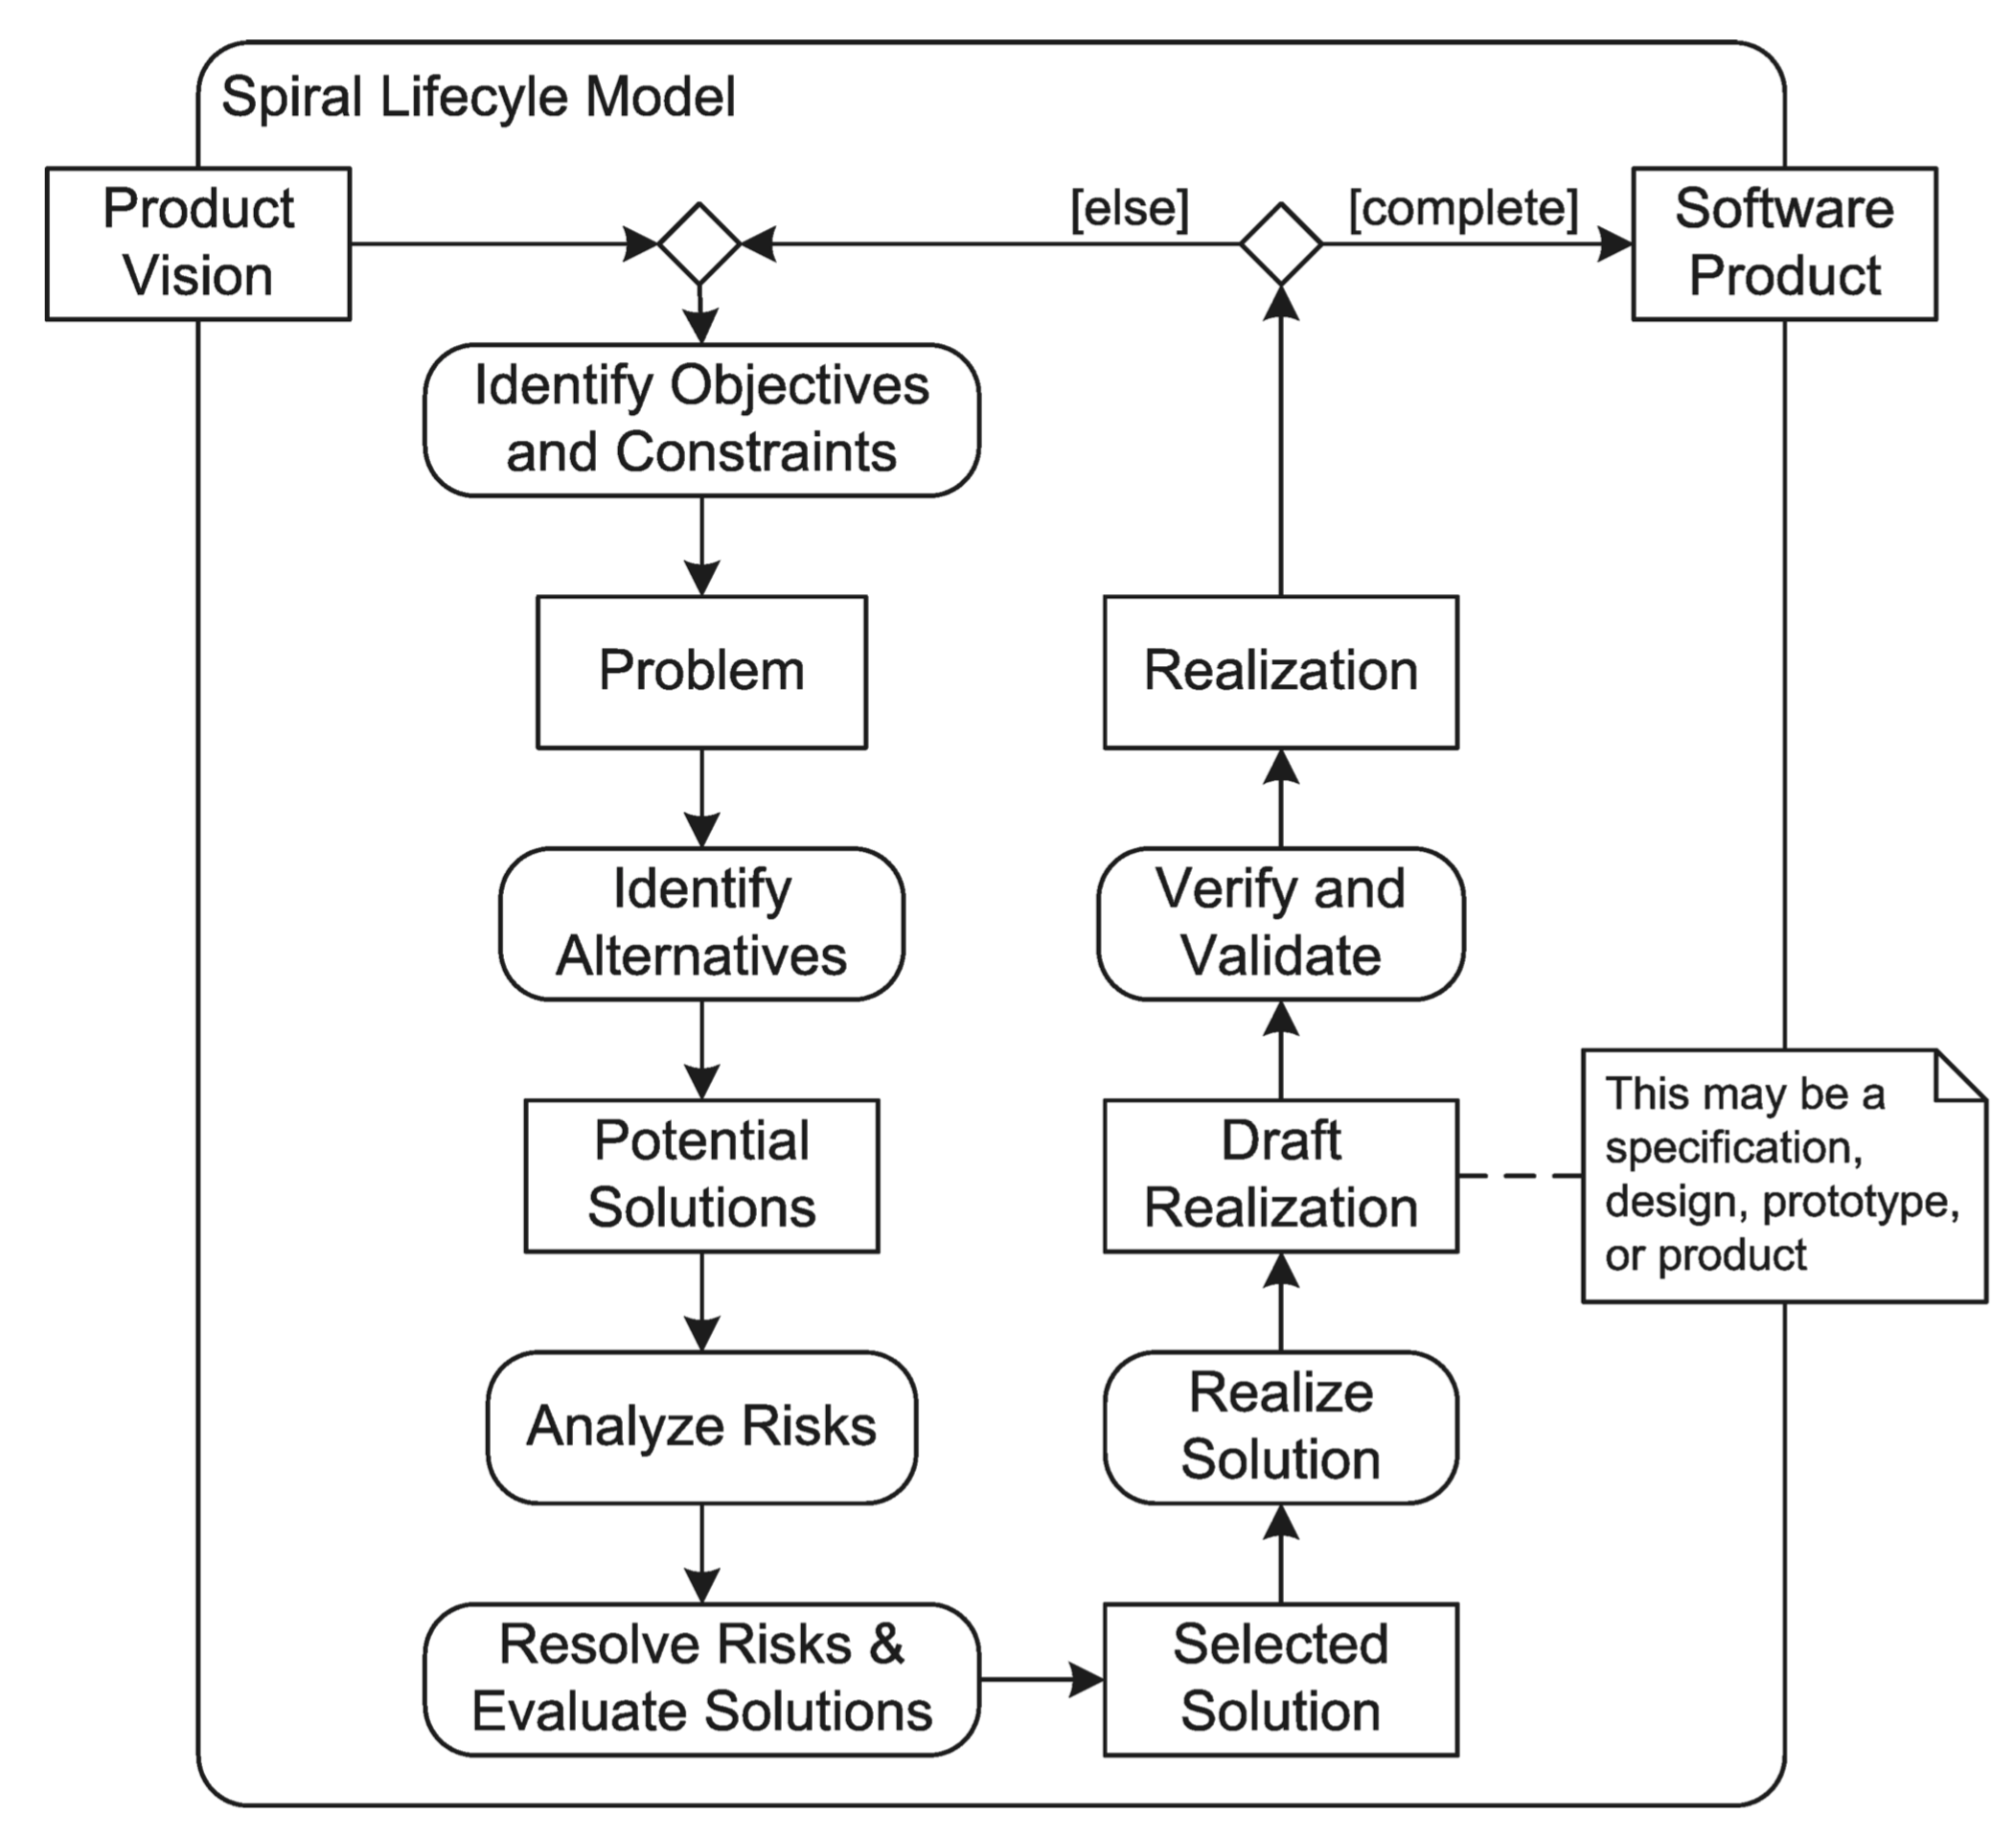 Spiral Lifecyle Model
Product
Vision
[else]
[complete]
Software
Product
Identify Objectives
and Constraints
Problem
Identify
Alternatives
Potential
Solutions
Analyze Risks
Resolve Risks &
Evaluate Solutions
Selected
Solution
Realize
Solution
Draft
Realization
This may be a
specification,
design, prototype,
or product
Verify and
Validate
Realization